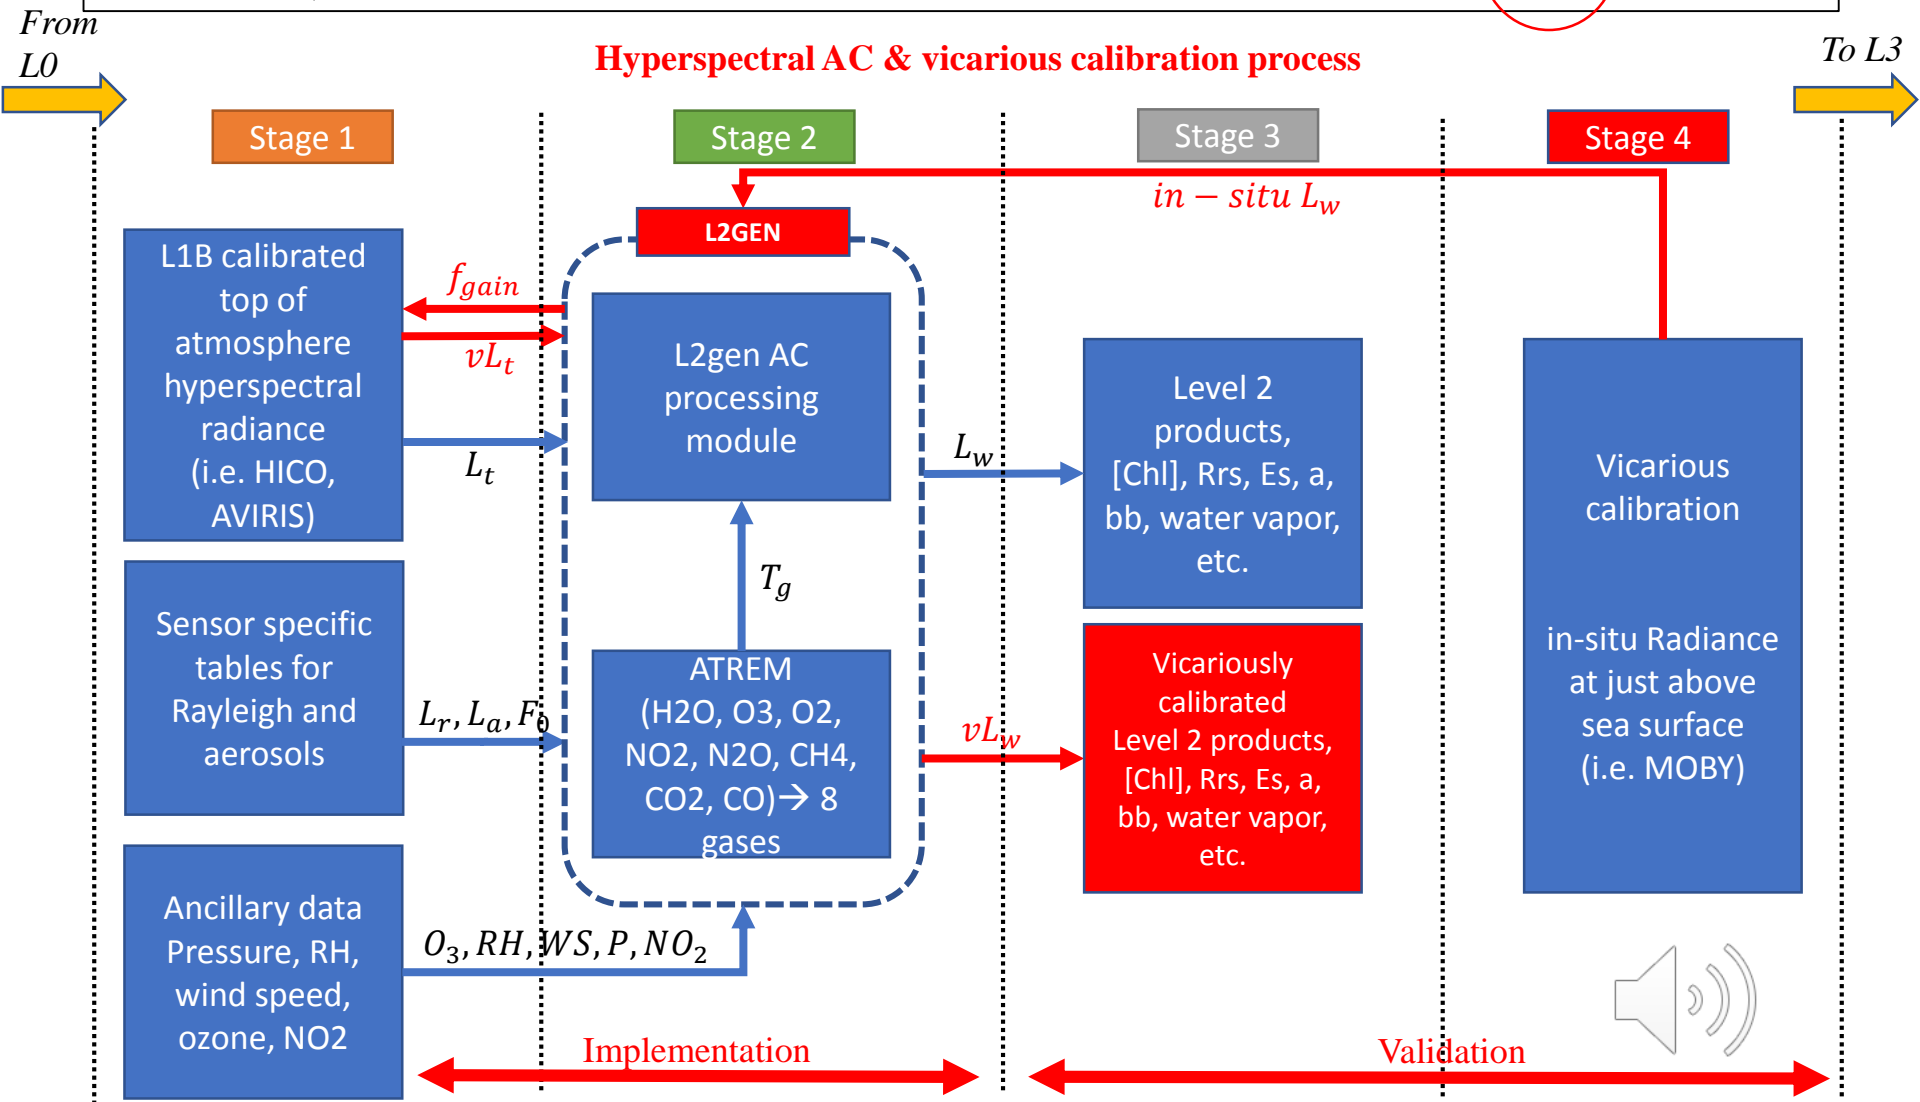 From
L0
Hyperspectral AC & vicarious calibration process
To L3
Stage 1
Stage 2
Stage 3
Stage 4
in − situ L_w
L2GEN
L1B calibrated
top of
atmosphere
hyperspectral
radiance
(i.e. HICO,
AVIRIS)
f_gain
vL_t
L_t
L2gen AC
processing
module
T_g
L_w
Level 2
products,
[Chl], Rrs, Es, a,
bb, water vapor,
etc.
Vicarious
calibration
in-situ Radiance
at just above
sea surface
(i.e. MOBY)
Sensor specific
tables for
Rayleigh and
aerosols
L_r, L_a, F_0
ATREM
(H2O, O3, O2,
NO2, N2O, CH4,
CO2, CO)→ 8
gases
vL_w
Vicariously
calibrated
Level 2 products,
[Chl], Rrs, Es, a,
bb, water vapor,
etc.
Ancillary data
Pressure, RH,
wind speed,
ozone, NO2
O_3, RH, WS, P, NO_2
Implementation
Validation